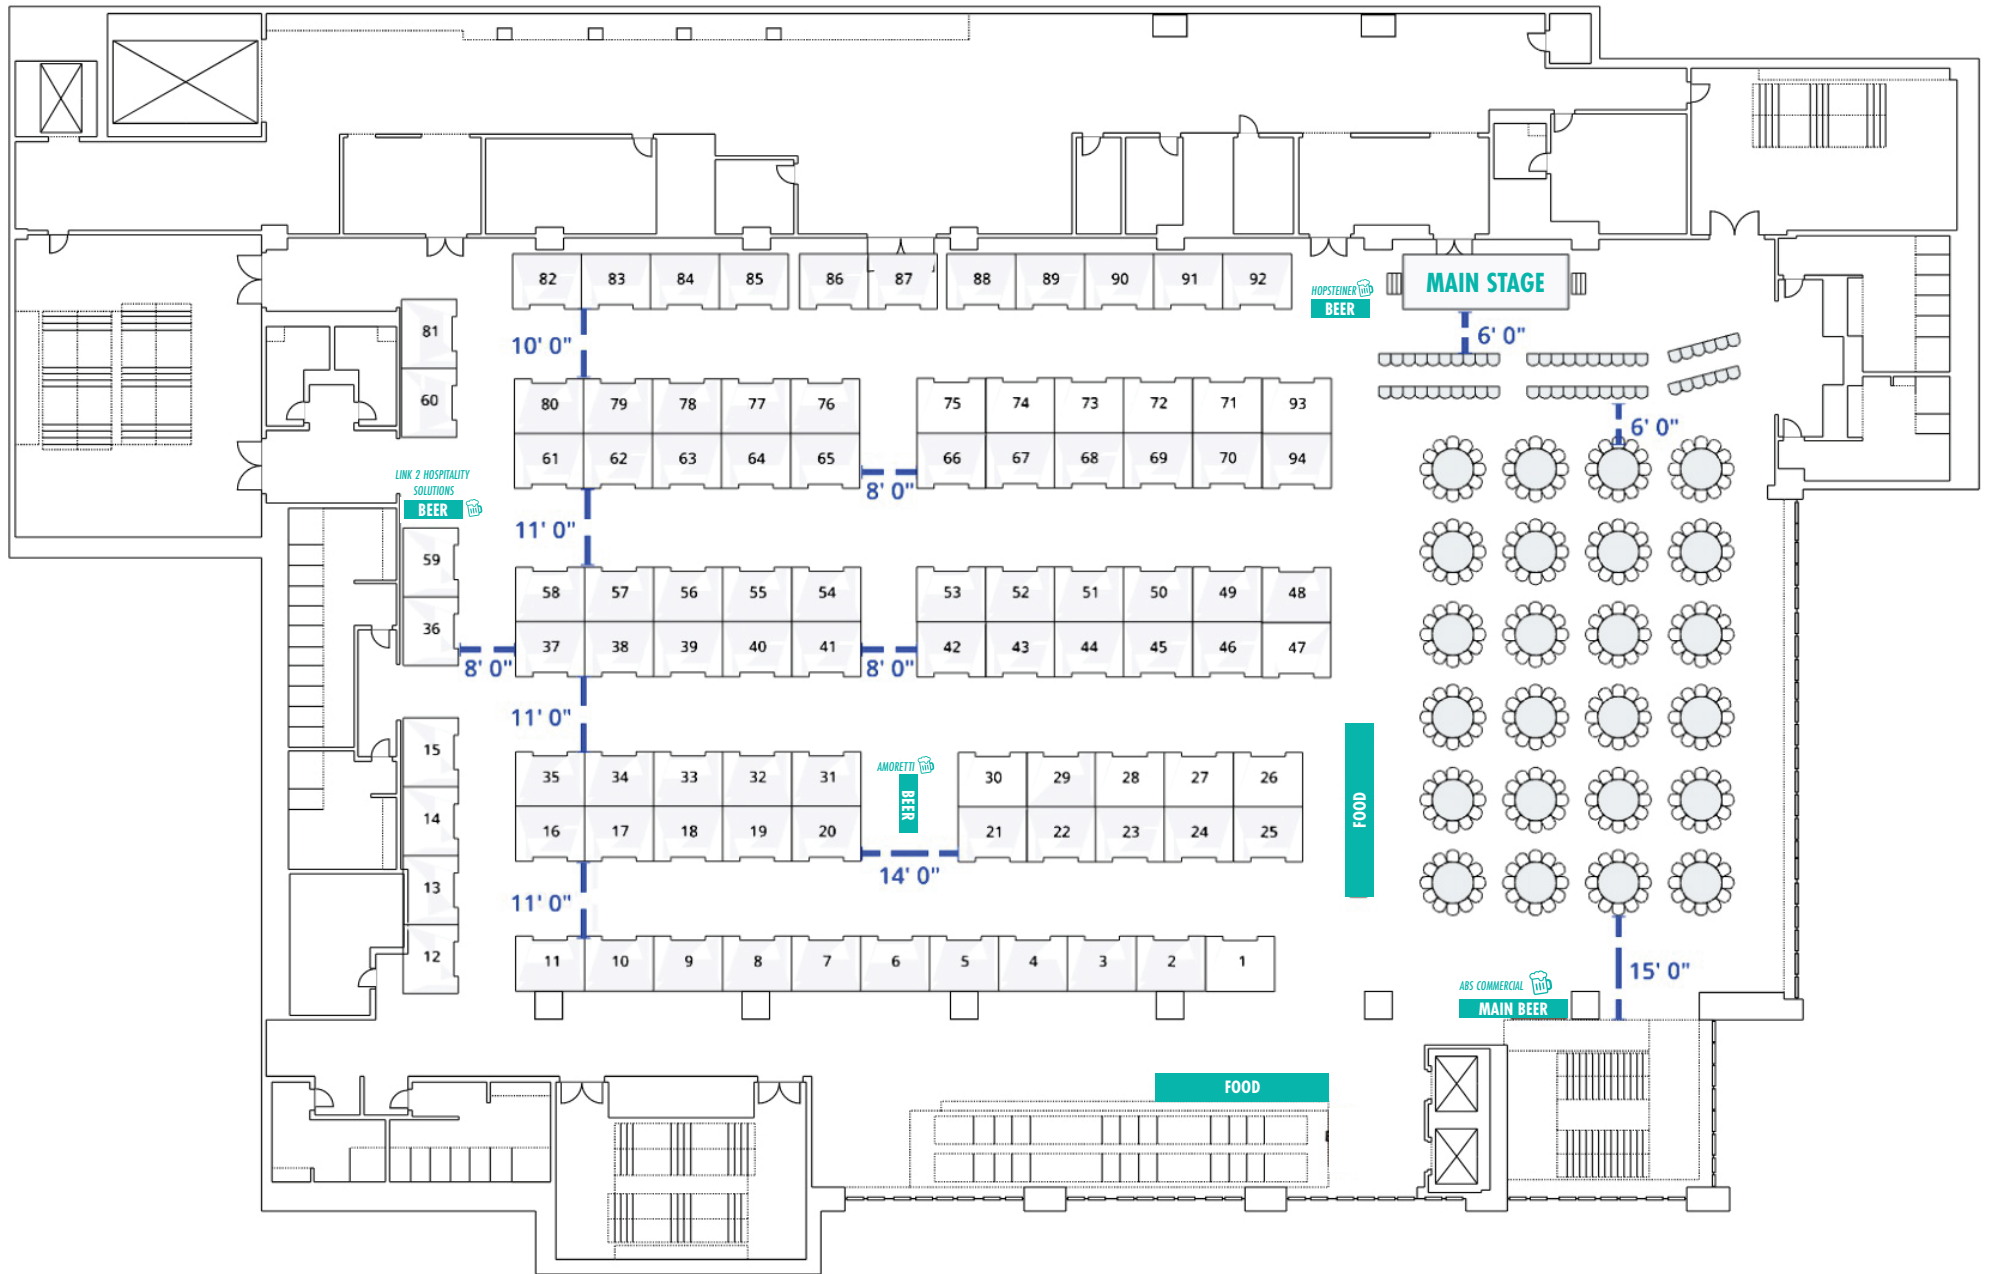 82 83 84 85 86 87 88 89 90 91 92
HOPSTEINER
BEER
MAIN STAGE
81
10' 0"
6' 0"
60
80 79 78 77 76 75 74 73 72 71 93
61 62 63 64 65 66 67 68 69 70 94
6' 0"
8' 0"
LINK 2 HOSPITALITY
SOLUTIONS
BEER
11' 0"
59
36
58 57 56 55 54 53 52 51 50 49 48
37 38 39 40 41 42 43 44 45 46 47
8' 0"
8' 0"
11' 0"
15
14
13
12
35 34 33 32 31
16 17 18 19 20
AMORETTI
BEER
30 29 28 27 26
21 22 23 24 25
FOOD
14' 0"
11' 0"
11 10 9 8 7 6 5 4 3 2 1
15' 0"
ABS COMMERCIAL
MAIN BEER
FOOD